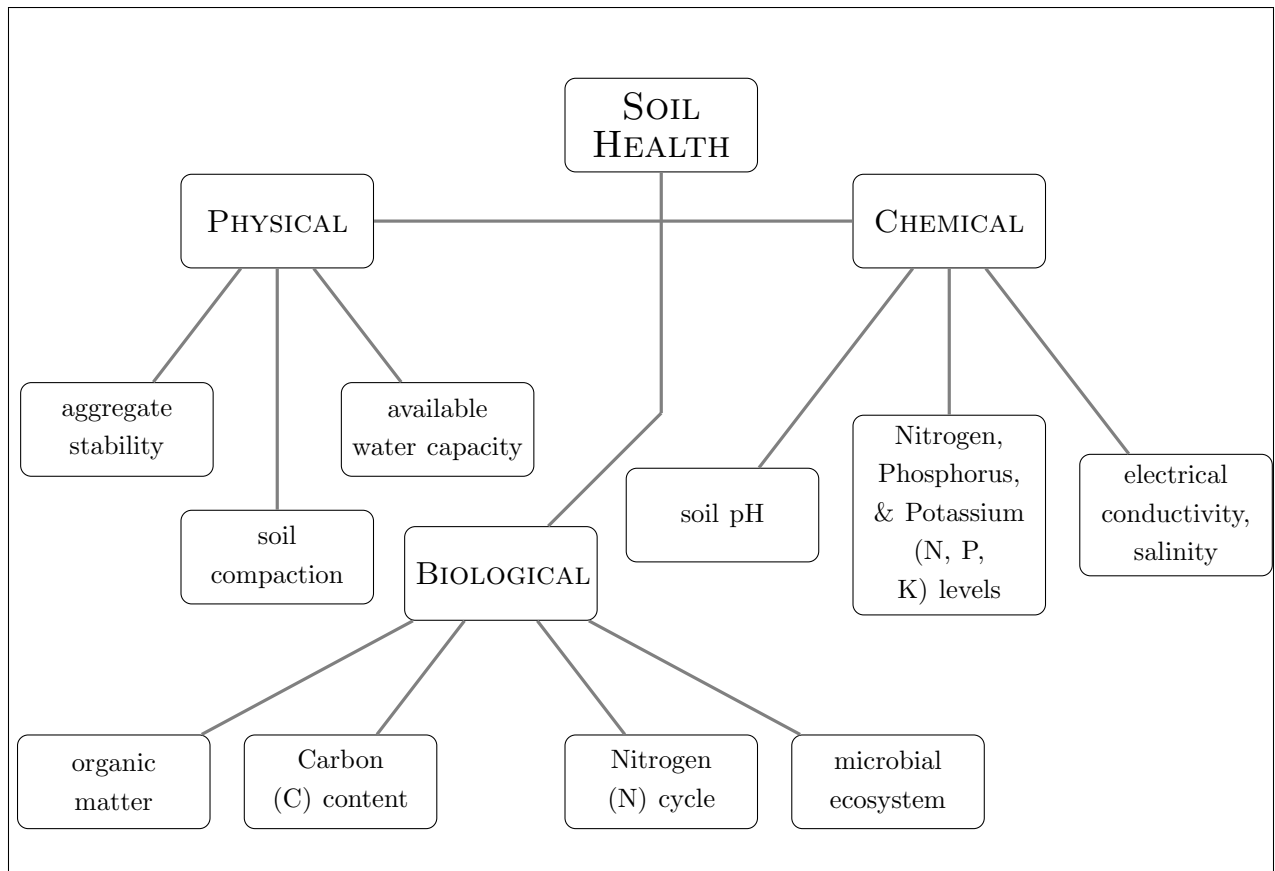 SOIL
HEALTH
PHYSICAL
CHEMICAL
aggregate
stability
available
water capacity
soil
compaction
BIOLOGICAL
soil pH
Nitrogen,
Phosphorus,
& Potassium
(N, P,
K) levels
electrical
conductivity,
salinity
organic
matter
Carbon
(C) content
Nitrogen
(N) cycle
microbial
ecosystem